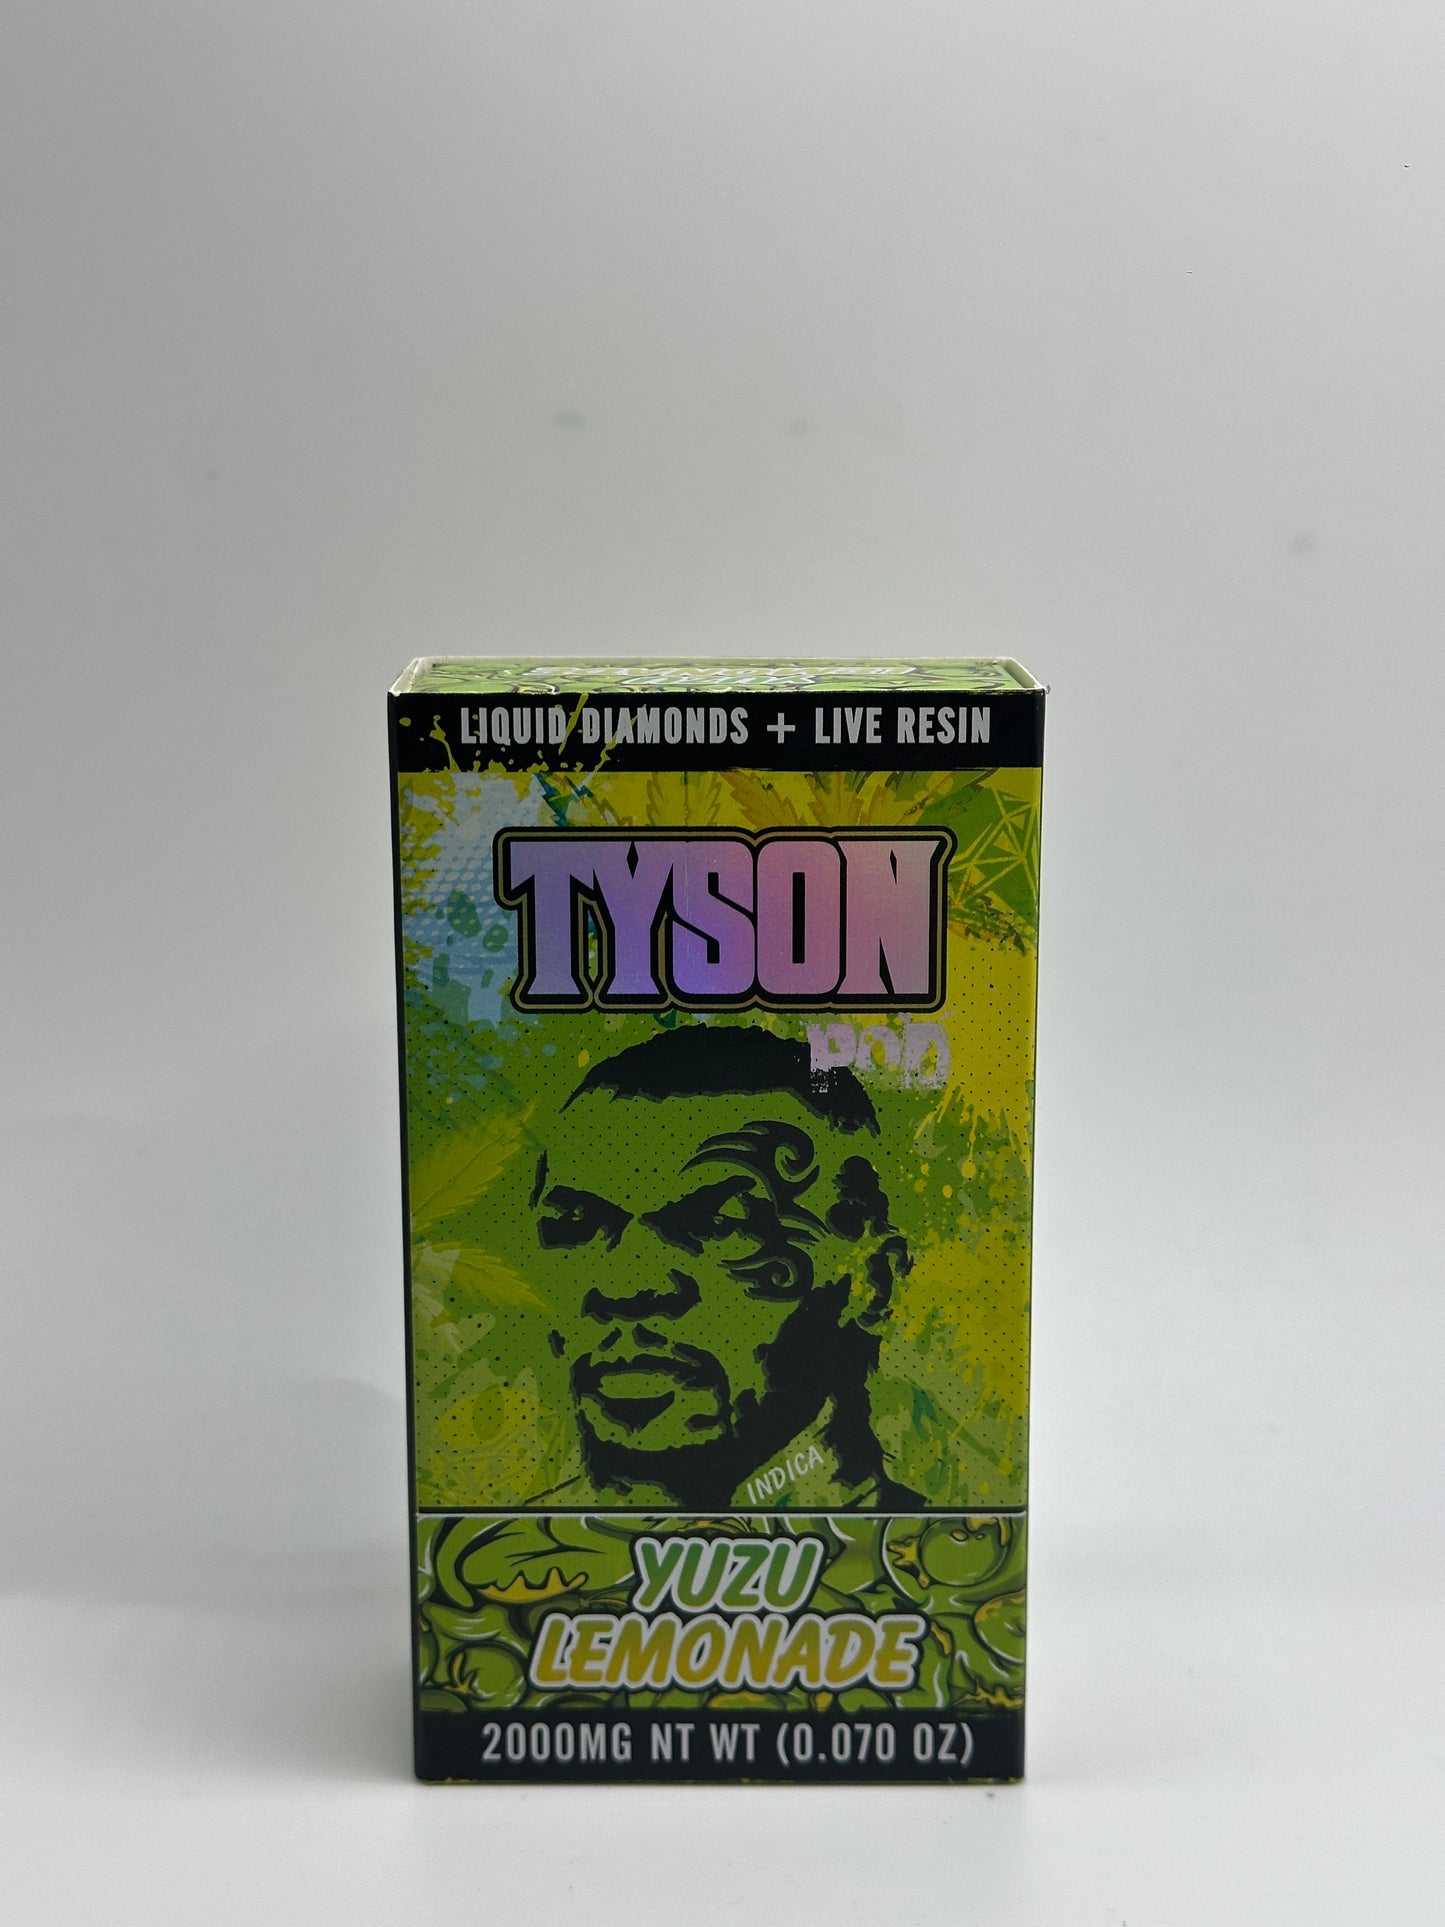 LIQUID DIAMONDS + LIVE RESIN
TYSON
POD
INDICA
YUZU
LEMONADE
2000MG NT WT (0.070 OZ)